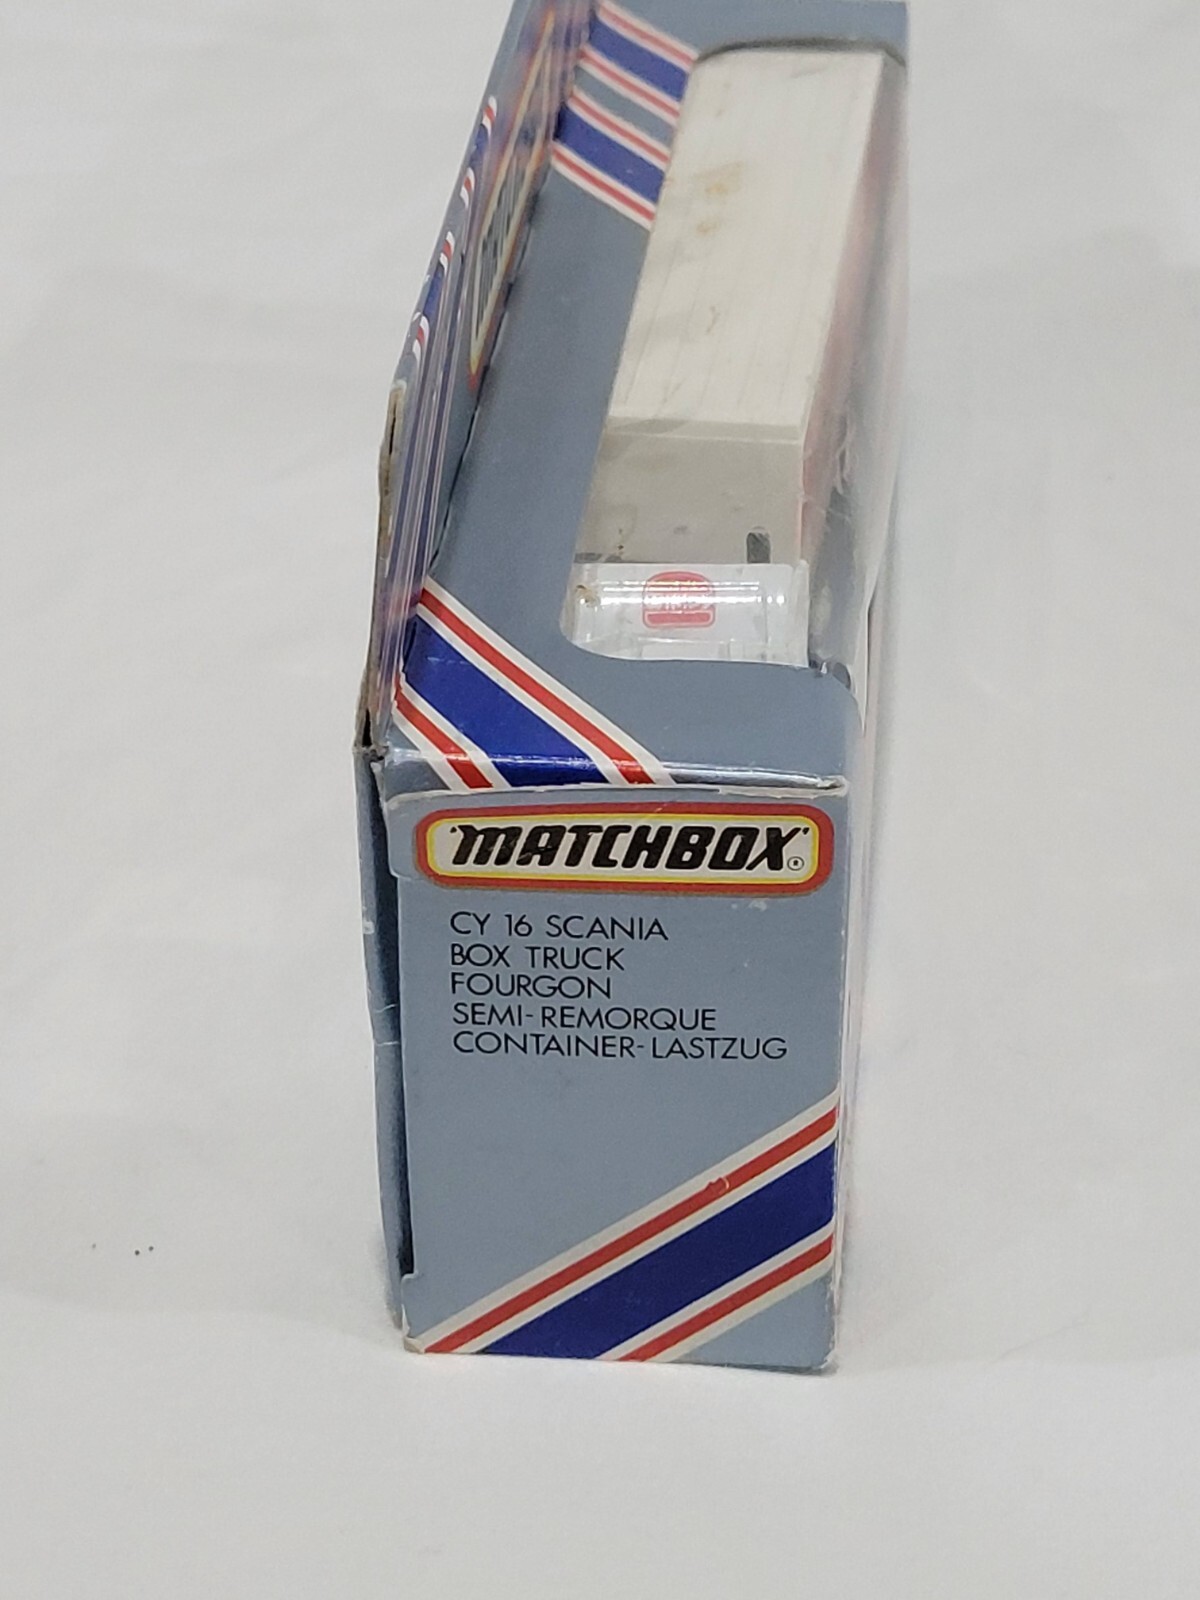 'MATCHBOX'®
CY 16 SCANIA
BOX TRUCK
FOURGON
SEMI-REMORQUE
CONTAINER-LASTZUG